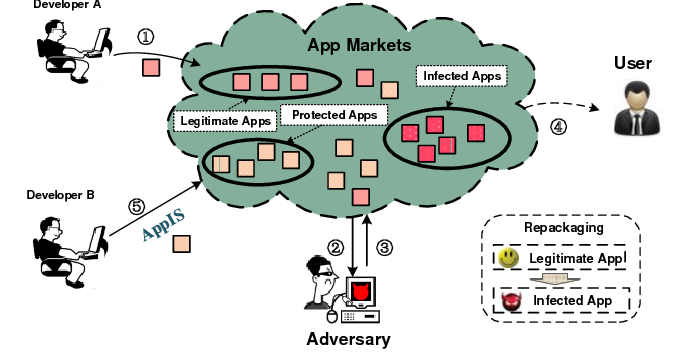 Developer A
①
App Markets
Infected Apps
User
Legitimate Apps
Protected Apps
④
Developer B
⑤
AppIS
②
③
Repackaging
Legitimate App
Infected App
Adversary